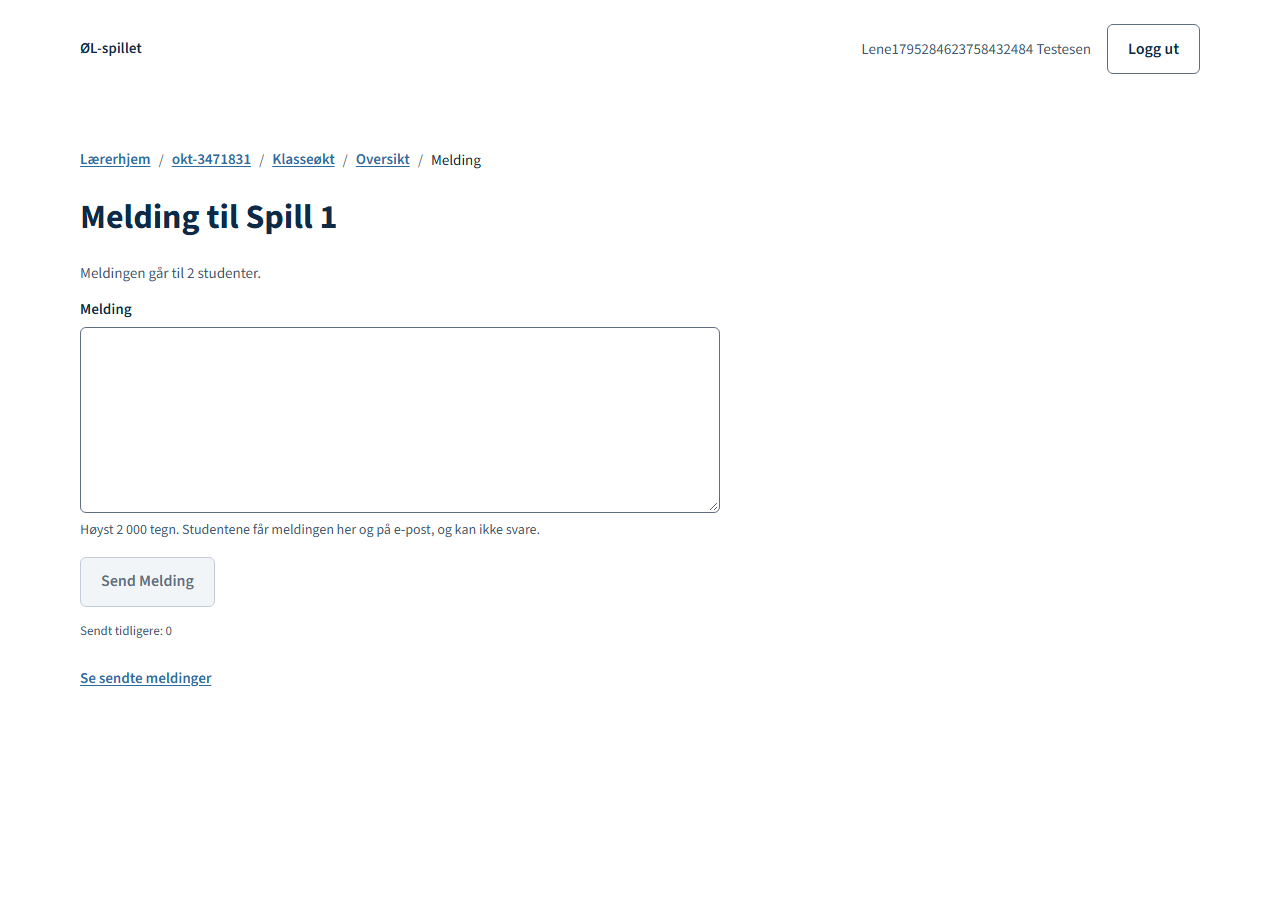 ØL-spillet
Lene1795284623758432484 Testesen
Logg ut
Lærerhjem / okt-3471831 / Klasseøkt / Oversikt / Melding
Melding til Spill 1
Meldingen går til 2 studenter.
Melding
Høyst 2 000 tegn. Studentene får meldingen her og på e-post, og kan ikke svare.
Send Melding
Sendt tidligere: 0
Se sendte meldinger